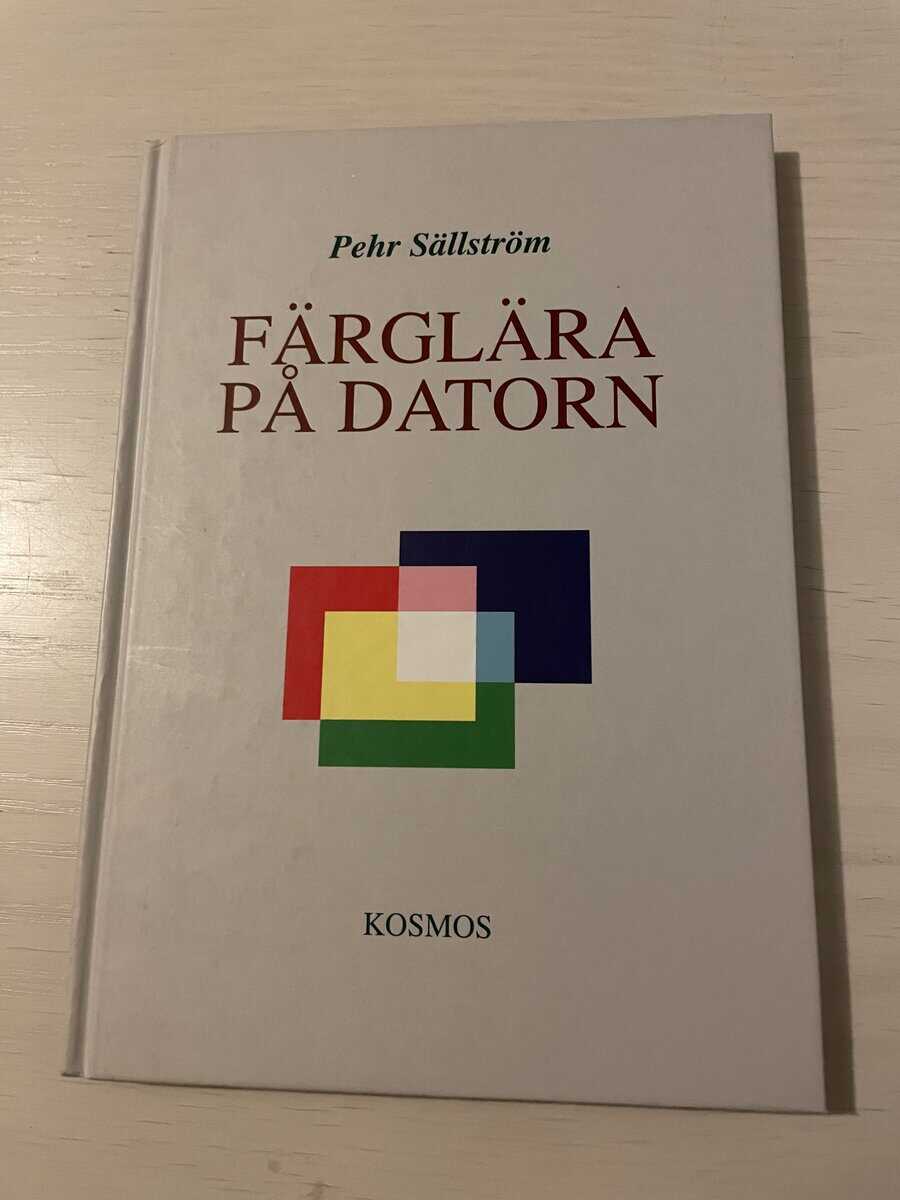 Pehr Sällström
FÄRGLÄRA
PÅ DATORN
KOSMOS